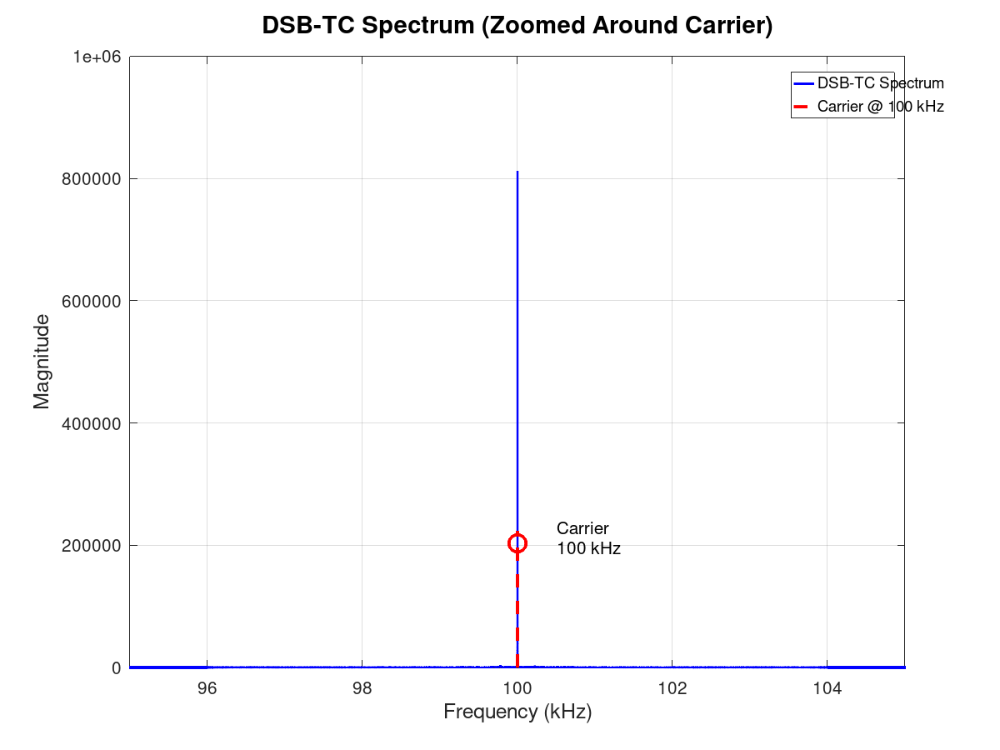 DSB-TC Spectrum (Zoomed Around Carrier)
1e+06
800000
600000
400000
200000
0
Magnitude
DSB-TC Spectrum
Carrier @ 100 kHz
Carrier
100 kHz
96
98
100
102
104
Frequency (kHz)